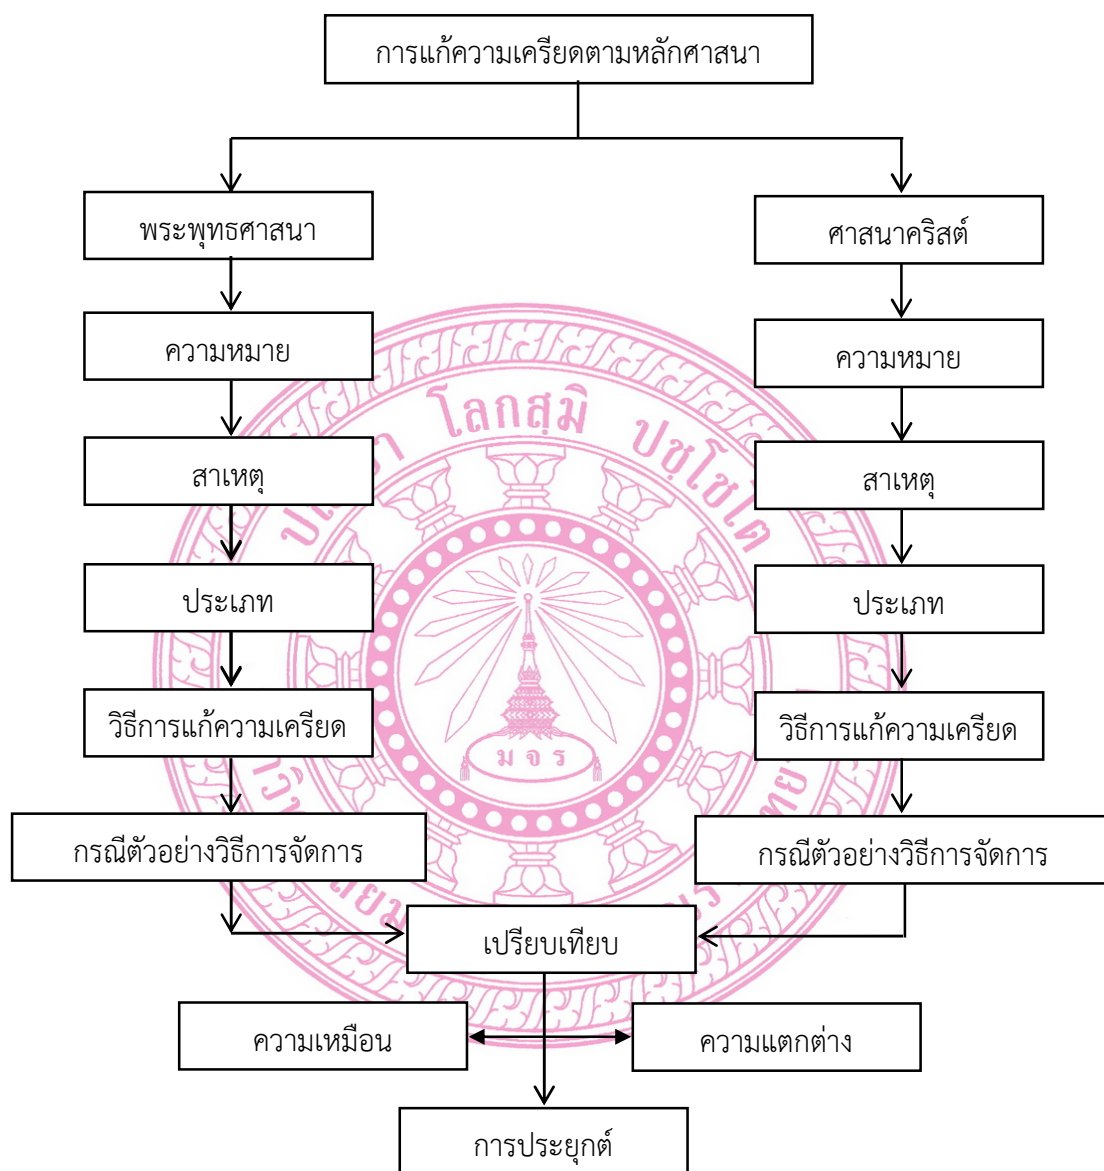 การแก้ความเครียดตามหลักศาสนา
พระพุทธศาสนา
ศาสนาคริสต์
ความหมาย
ความหมาย
สาเหตุ
สาเหตุ
ประเภท
ประเภท
วิธีการแก้ความเครียด
วิธีการแก้ความเครียด
กรณีตัวอย่างวิธีการจัดการ
กรณีตัวอย่างวิธีการจัดการ
เปรียบเทียบ
ความเหมือน
ความแตกต่าง
การประยุกต์
โลกสฺมิ ปชฺโชโต
ม จ ร